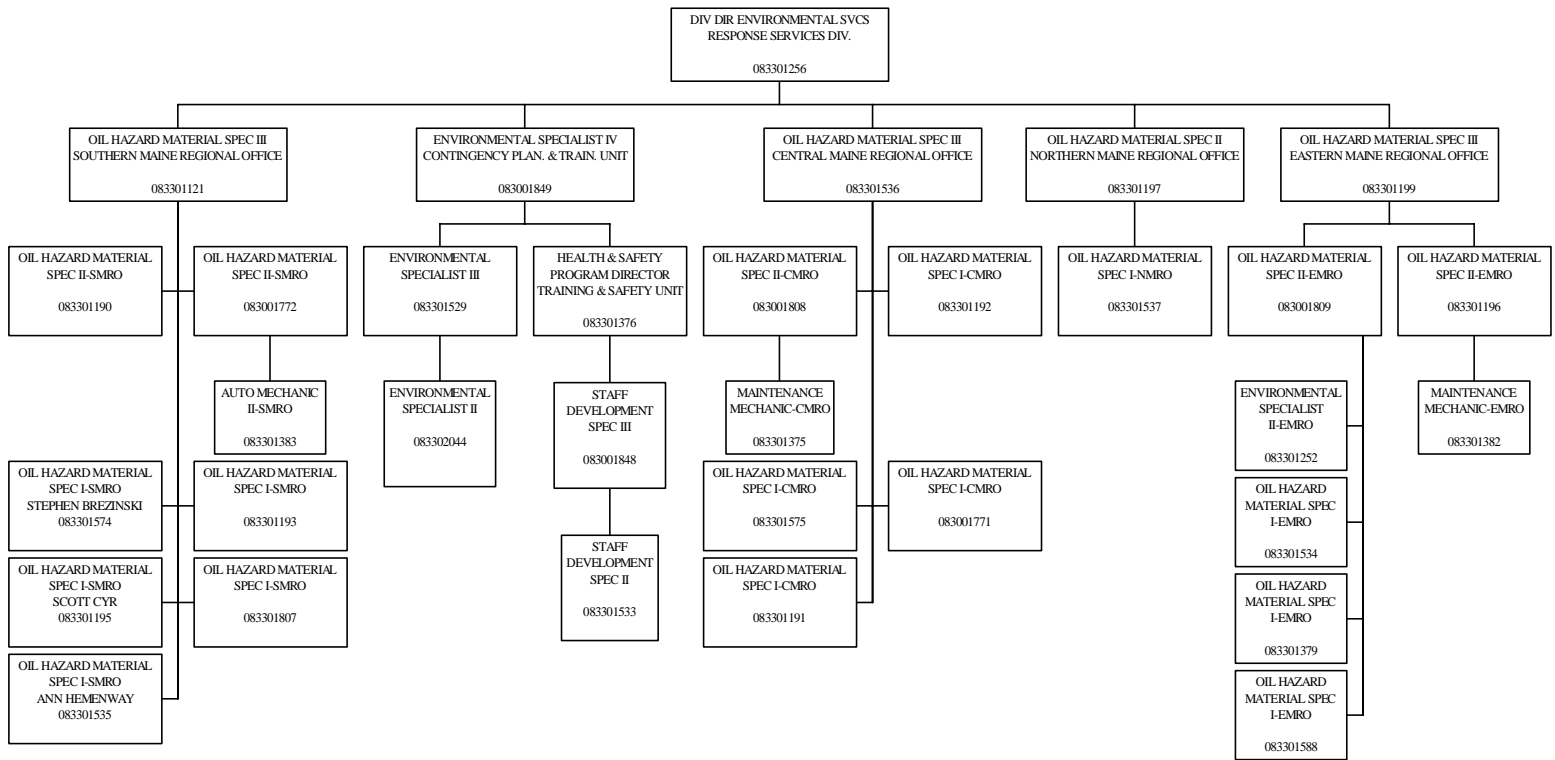 DIV DIR ENVIRONMENTAL SVCS
RESPONSE SERVICES DIV.
083301256
OIL HAZARD MATERIAL SPEC III
SOUTHERN MAINE REGIONAL OFFICE
083301121
ENVIRONMENTAL SPECIALIST IV
CONTINGENCY PLAN. & TRAIN. UNIT
083001849
OIL HAZARD MATERIAL SPEC III
CENTRAL MAINE REGIONAL OFFICE
083301536
OIL HAZARD MATERIAL SPEC II
NORTHERN MAINE REGIONAL OFFICE
083301197
OIL HAZARD MATERIAL SPEC III
EASTERN MAINE REGIONAL OFFICE
083301199
OIL HAZARD MATERIAL
SPEC II-SMRO
083301190
OIL HAZARD MATERIAL
SPEC II-SMRO
083001772
ENVIRONMENTAL
SPECIALIST III
083301529
HEALTH & SAFETY
PROGRAM DIRECTOR
TRAINING & SAFETY UNIT
083301376
OIL HAZARD MATERIAL
SPEC II-CMRO
083001808
OIL HAZARD MATERIAL
SPEC I-CMRO
083301192
OIL HAZARD MATERIAL
SPEC I-NMRO
083301537
OIL HAZARD MATERIAL
SPEC II-EMRO
083001809
OIL HAZARD MATERIAL
SPEC II-EMRO
083301196
AUTO MECHANIC
II-SMRO
083301383
ENVIRONMENTAL
SPECIALIST II
083302044
STAFF
DEVELOPMENT
SPEC III
083001848
MAINTENANCE
MECHANIC-CMRO
083301375
ENVIRONMENTAL
SPECIALIST
II-EMRO
083301252
MAINTENANCE
MECHANIC-EMRO
083301382
OIL HAZARD MATERIAL
SPEC I-SMRO
STEPHEN BREZINSKI
083301574
OIL HAZARD MATERIAL
SPEC I-SMRO
083301193
OIL HAZARD MATERIAL
SPEC I-CMRO
083301575
OIL HAZARD MATERIAL
SPEC I-CMRO
083001771
OIL HAZARD
MATERIAL SPEC
I-EMRO
083301534
STAFF
DEVELOPMENT
SPEC II
083301533
OIL HAZARD MATERIAL
SPEC I-SMRO
SCOTT CYR
083301195
OIL HAZARD MATERIAL
SPEC I-SMRO
083301807
OIL HAZARD MATERIAL
SPEC I-CMRO
083301191
OIL HAZARD
MATERIAL SPEC
I-EMRO
083301379
OIL HAZARD MATERIAL
SPEC I-SMRO
ANN HEMENWAY
083301535
OIL HAZARD
MATERIAL SPEC
I-EMRO
083301588